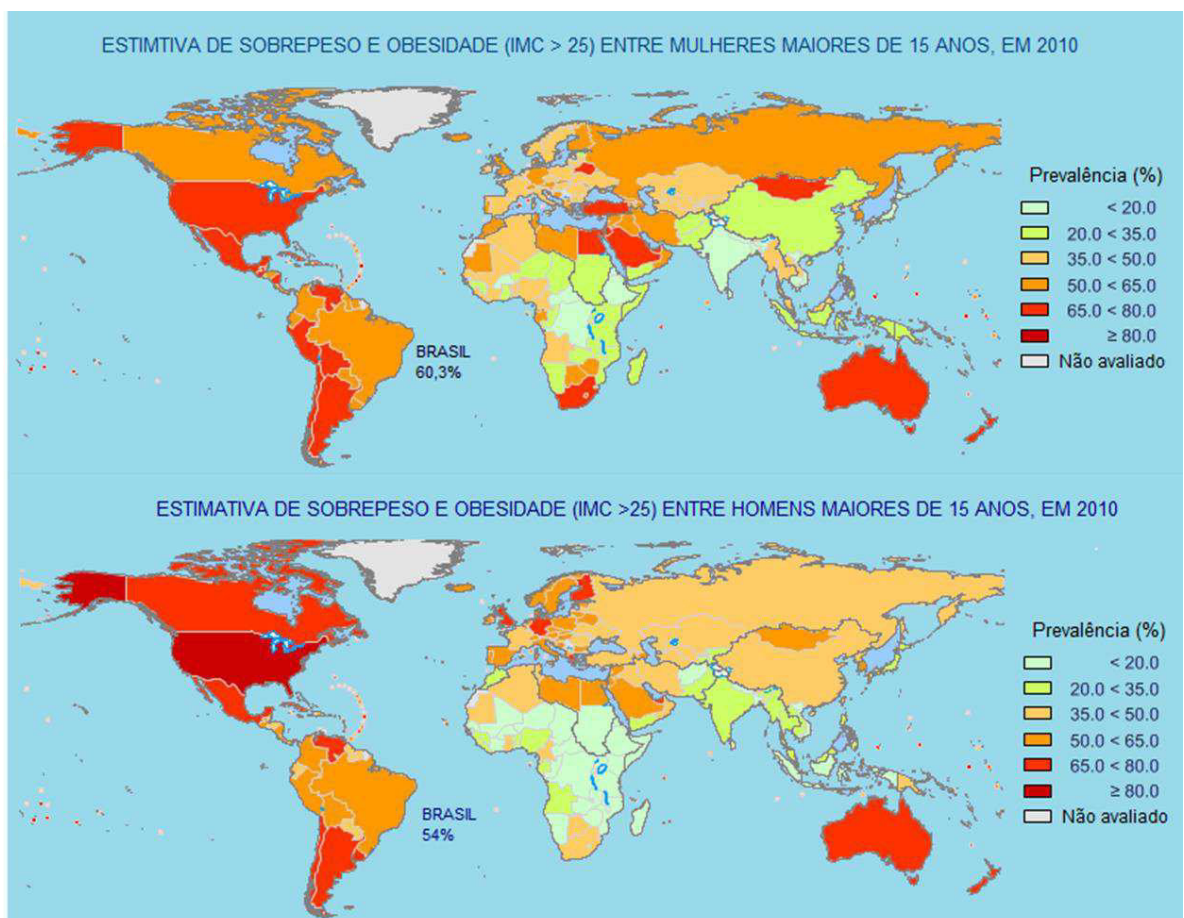 ESTIMTIVA DE SOBREPESO E OBESIDADE (IMC > 25) ENTRE MULHERES MAIORES DE 15 ANOS, EM 2010
Prevalência (%)
< 20.0
20.0 < 35.0
35.0 < 50.0
50.0 < 65.0
65.0 < 80.0
≥ 80.0
Não avaliado
BRASIL
60,3%
ESTIMATIVA DE SOBREPESO E OBESIDADE (IMC >25) ENTRE HOMENS MAIORES DE 15 ANOS, EM 2010
Prevalência (%)
< 20.0
20.0 < 35.0
35.0 < 50.0
50.0 < 65.0
65.0 < 80.0
≥ 80.0
Não avaliado
BRASIL
54%